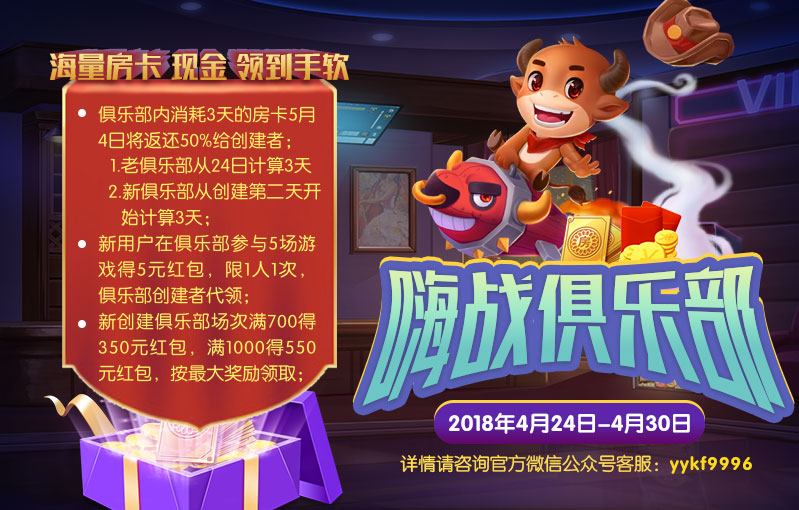 海量房卡 现金 领到手软
俱乐部内消耗3天的房卡5月
4日将返还50%给创建者；
1.老俱乐部从24日计算3天
2.新俱乐部从创建第二天开
始计算3天；
新用户在俱乐部参与5场游
戏得5元红包，限1人1次，
俱乐部创建者代领；
新创建俱乐部场次满700得
350元红包，满1000得550
元红包，按最大奖励领取；
VIP
房
嗨战俱乐部
2018年4月24日-4月30日
详情请咨询官方微信公众号客服：yykf9996